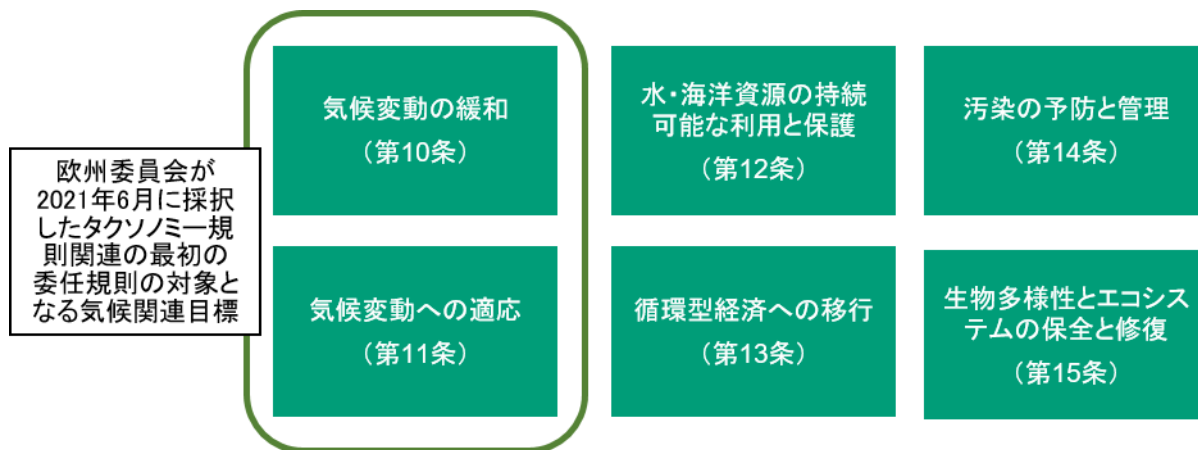 欧州委員会が
2021年6月に採択
したタクソノミー規
則関連の最初の
委任規則の対象と
なる気候関連目標
気候変動の緩和
（第10条）
水・海洋資源の持続
可能な利用と保護
（第12条）
汚染の予防と管理
（第14条）
気候変動への適応
（第11条）
循環型経済への移行
（第13条）
生物多様性とエコシス
テムの保全と修復
（第15条）